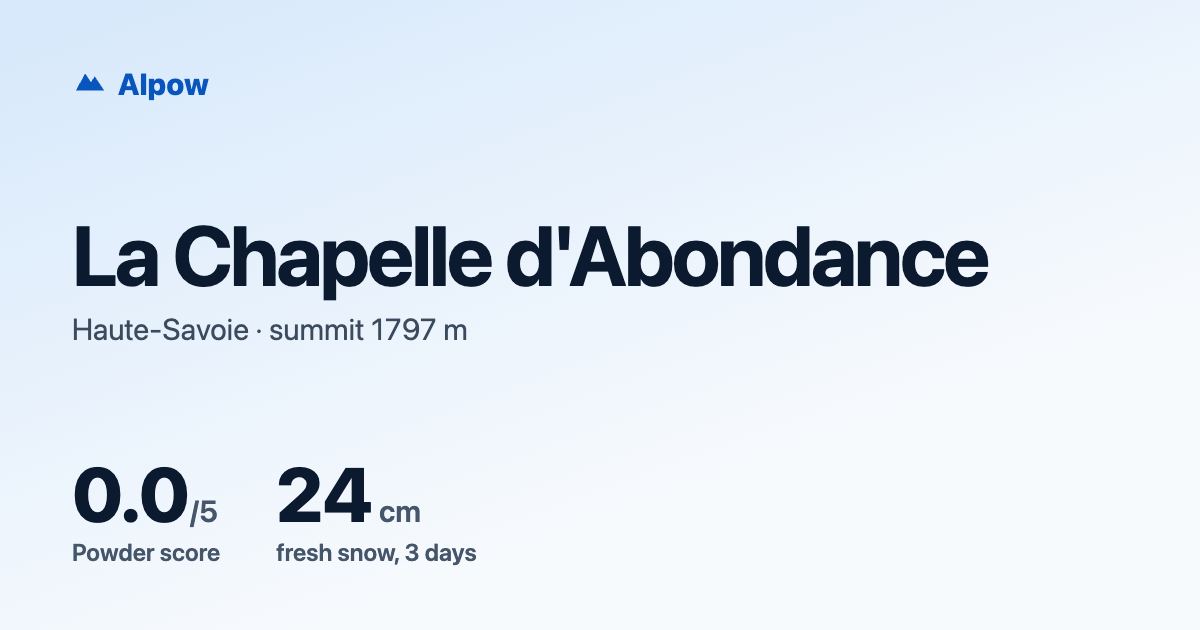 Alpow
La Chapelle d'Abondance
Haute-Savoie · summit 1797 m
0.0/5 24 cm
Powder score fresh snow, 3 days